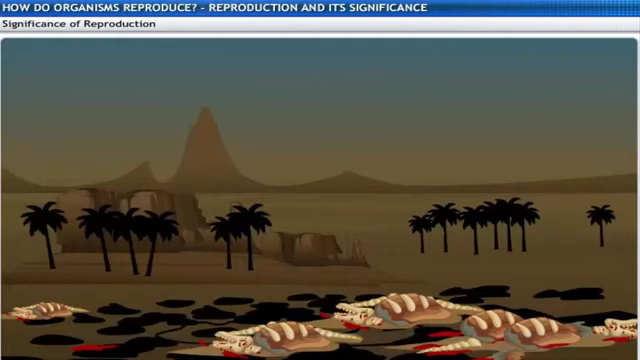 HOW DO ORGANISMS REPRODUCE? - REPRODUCTION AND ITS SIGNIFICANCE
Significance of Reproduction